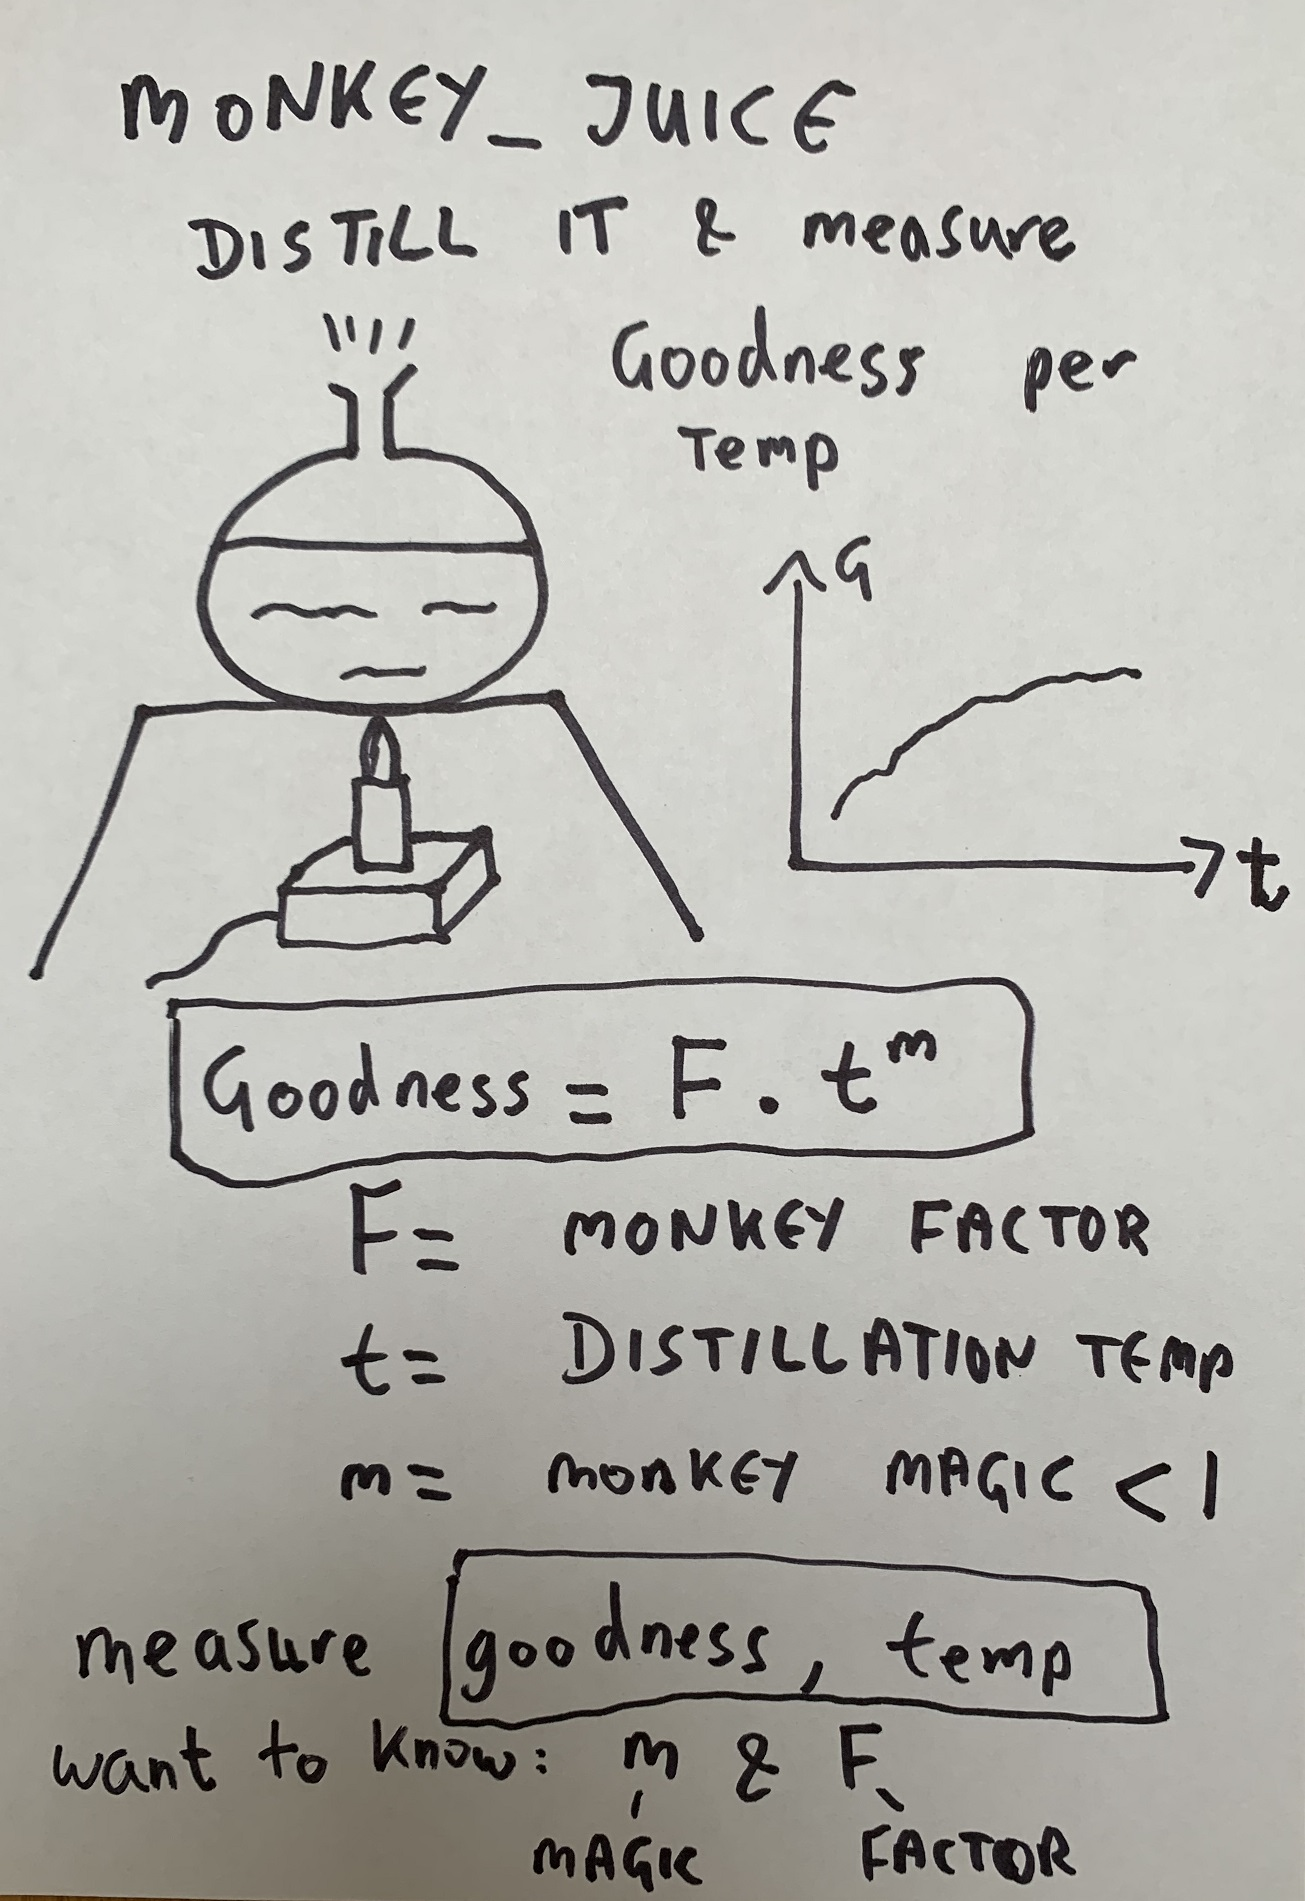 MONKEY_JUICE
DISTILL IT & measure
Goodness per
Temp
G
t
Goodness = F . t^m
F = MONKEY FACTOR
t = DISTILLATION TEMP
m = MONKEY MAGIC < 1
measure goodness, temp
want to know: m & F
MAGIC FACTOR